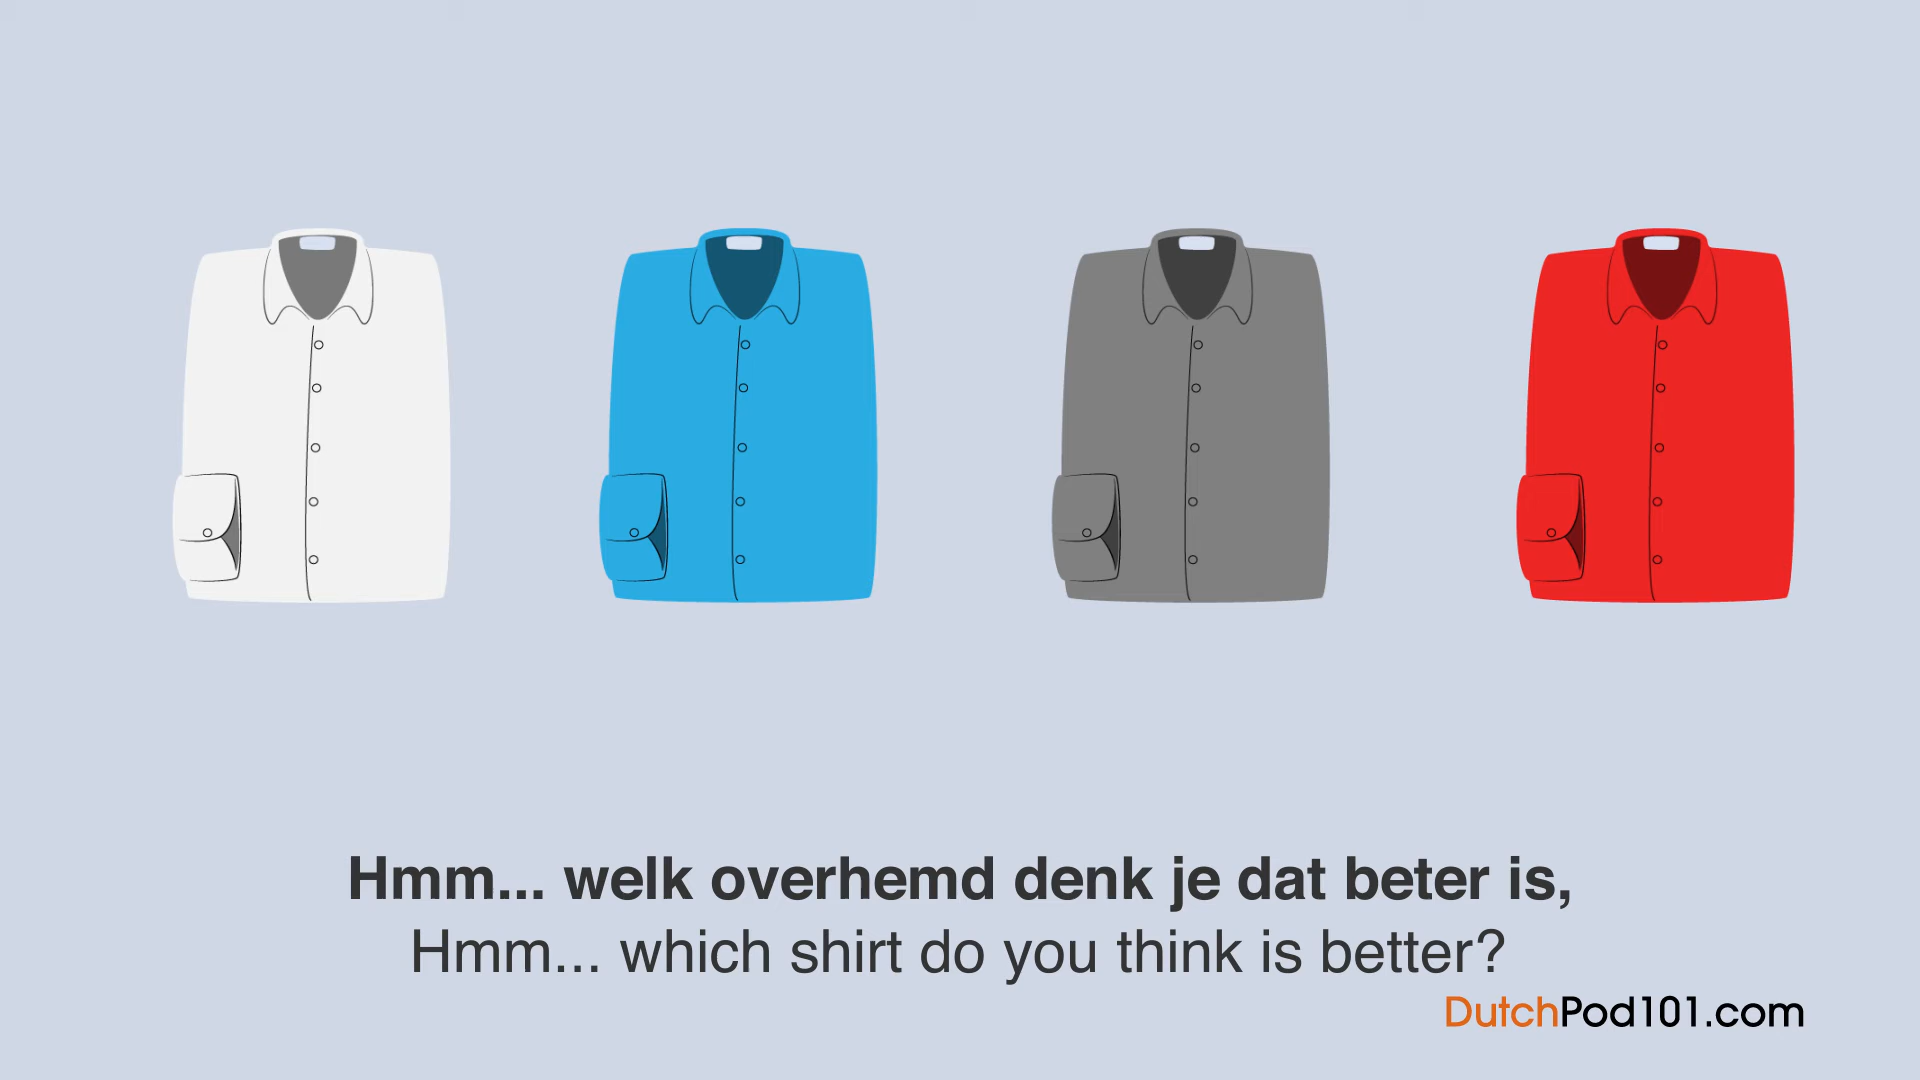 Hmm... welk overhemd denk je dat beter is,
Hmm... which shirt do you think is better?
DutchPod101.com